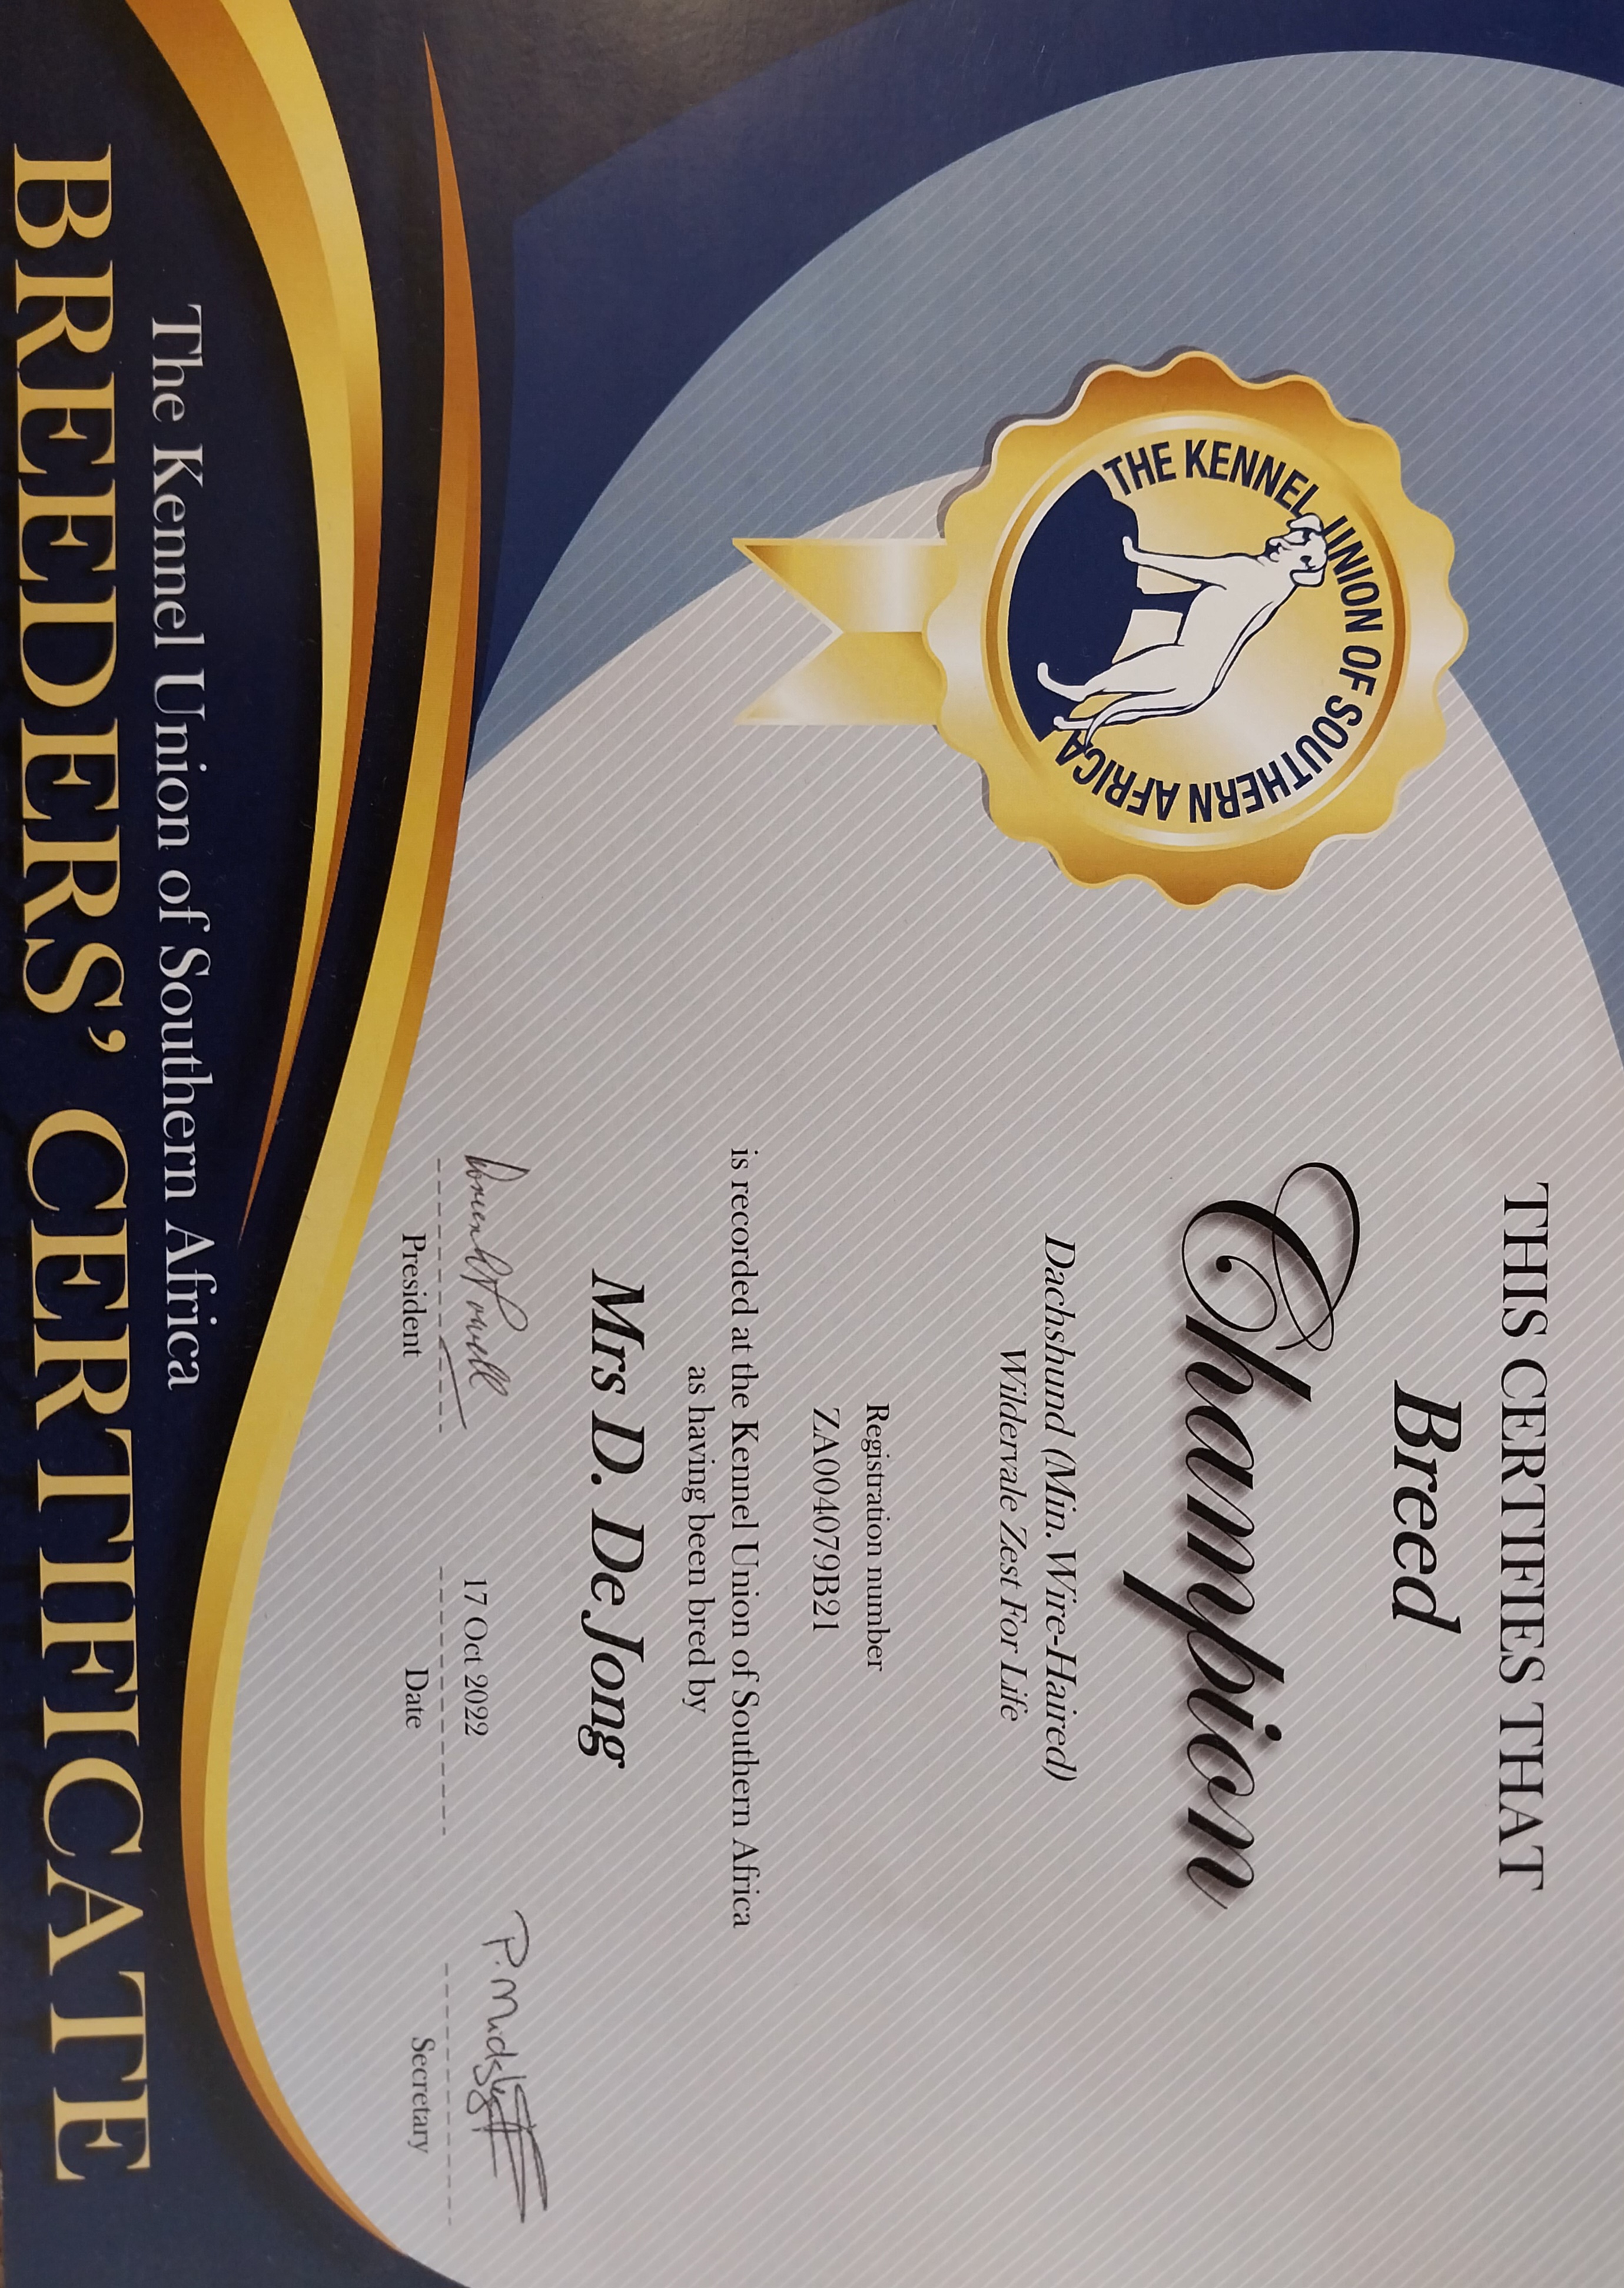 THIS CERTIFIES THAT
Breed
Champion
Dachshund (Min. Wire-Haired)
Wildervale Zest For Life
Registration number
ZA004079B21
is recorded at the Kennel Union of Southern Africa
as having been bred by
Mrs D. De Jong
17 Oct 2022
President
Date
Secretary
THE KENNEL UNION OF SOUTHERN AFRICA
The Kennel Union of Southern Africa
BREEDERS' CERTIFICATE